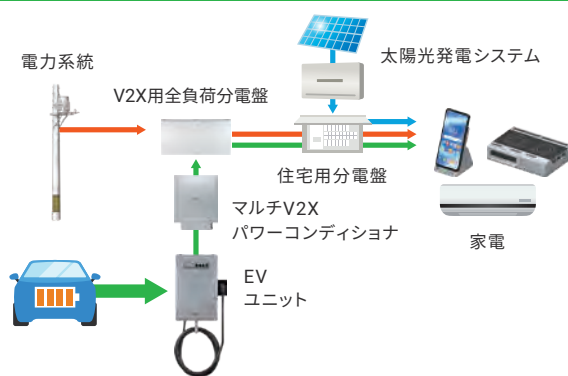 電力系統
太陽光発電システム
V2X用全負荷分電盤
住宅用分電盤
マルチV2X
パワーコンディショナ
家電
EV
ユニット